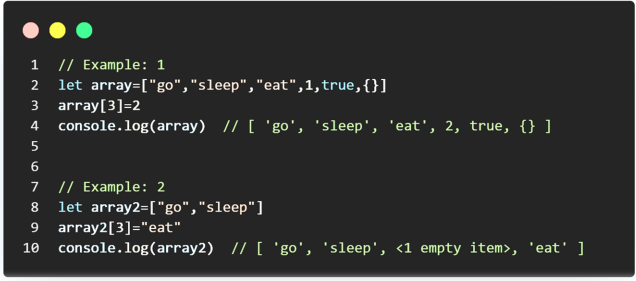 1 // Example: 1
2 let array=["go","sleep","eat",1,true,{}]
3 array[3]=2
4 console.log(array)  // [ 'go', 'sleep', 'eat', 2, true, {} ]
5
6
7 // Example: 2
8 let array2=["go","sleep"]
9 array2[3]="eat"
10 console.log(array2)  // [ 'go', 'sleep', <1 empty item>, 'eat' ]